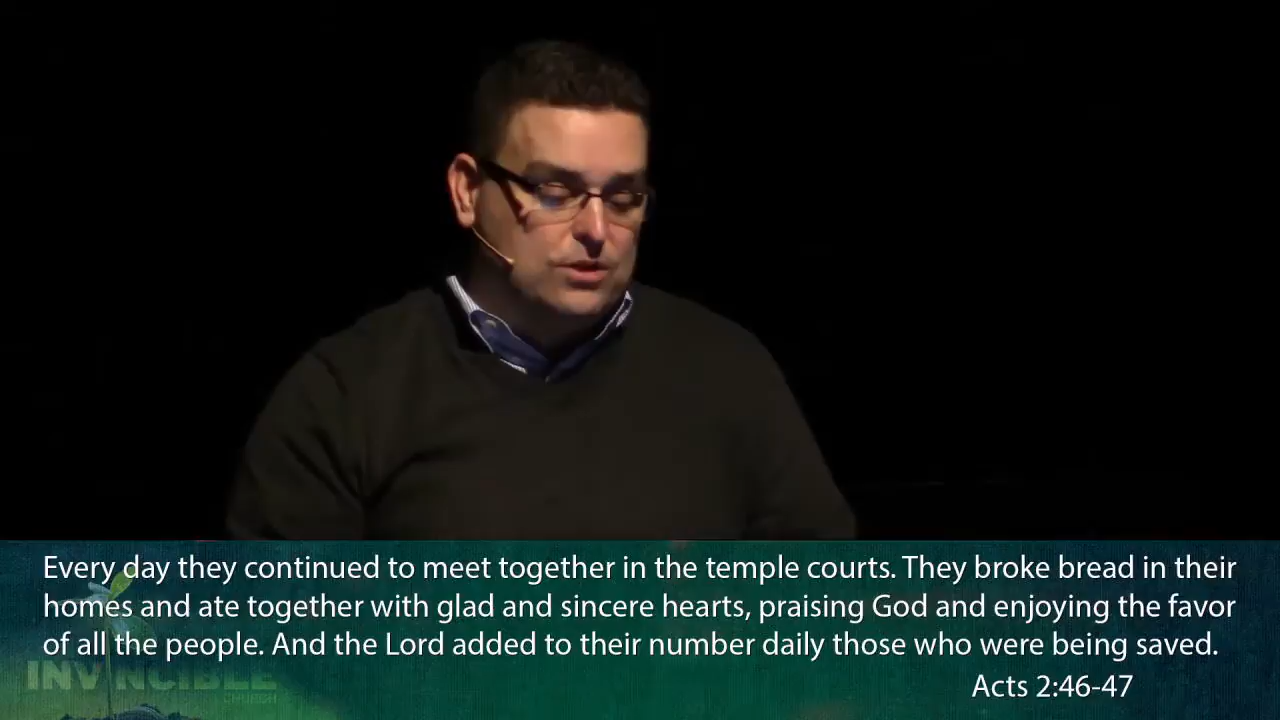 Every day they continued to meet together in the temple courts. They broke bread in their
homes and ate together with glad and sincere hearts, praising God and enjoying the favor
of all the people. And the Lord added to their number daily those who were being saved.
INVINCIBLE
CHURCH
Acts 2:46-47